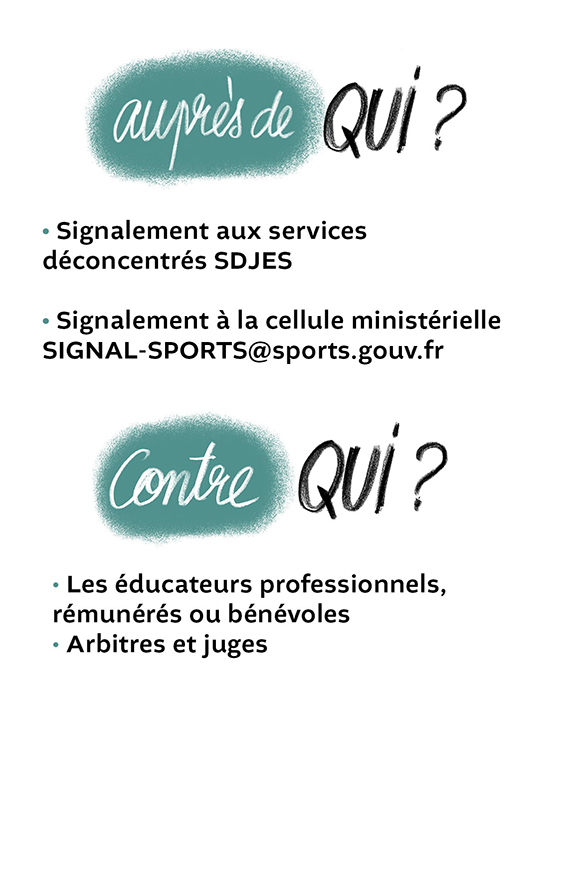 auprès de QUi ?
• Signalement aux services
déconcentrés SDJES
• Signalement à la cellule ministérielle
SIGNAL-SPORTS@sports.gouv.fr
Contre QUi ?
• Les éducateurs professionnels,
rémunérés ou bénévoles
• Arbitres et juges